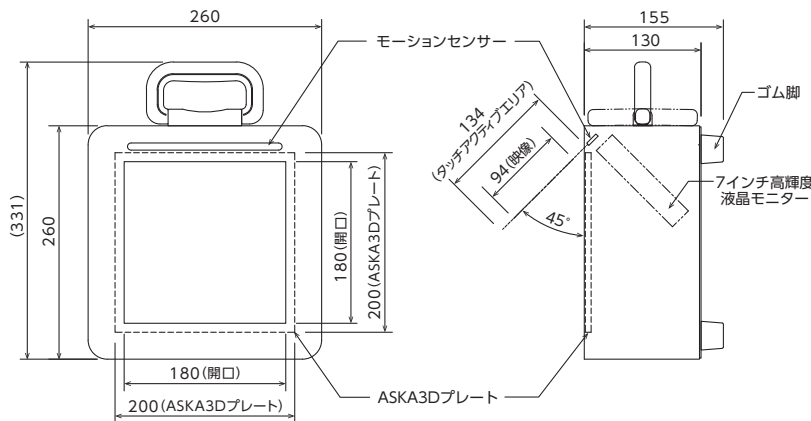 260
モーションセンサー
(331)
260
180(開口)
200(ASKA3Dプレート)
180(開口)
200(ASKA3Dプレート)
ASKA3Dプレート
155
130
ゴム脚
134
(タッチアクティブエリア)
94(映像)
45°
7インチ高輝度
液晶モニター